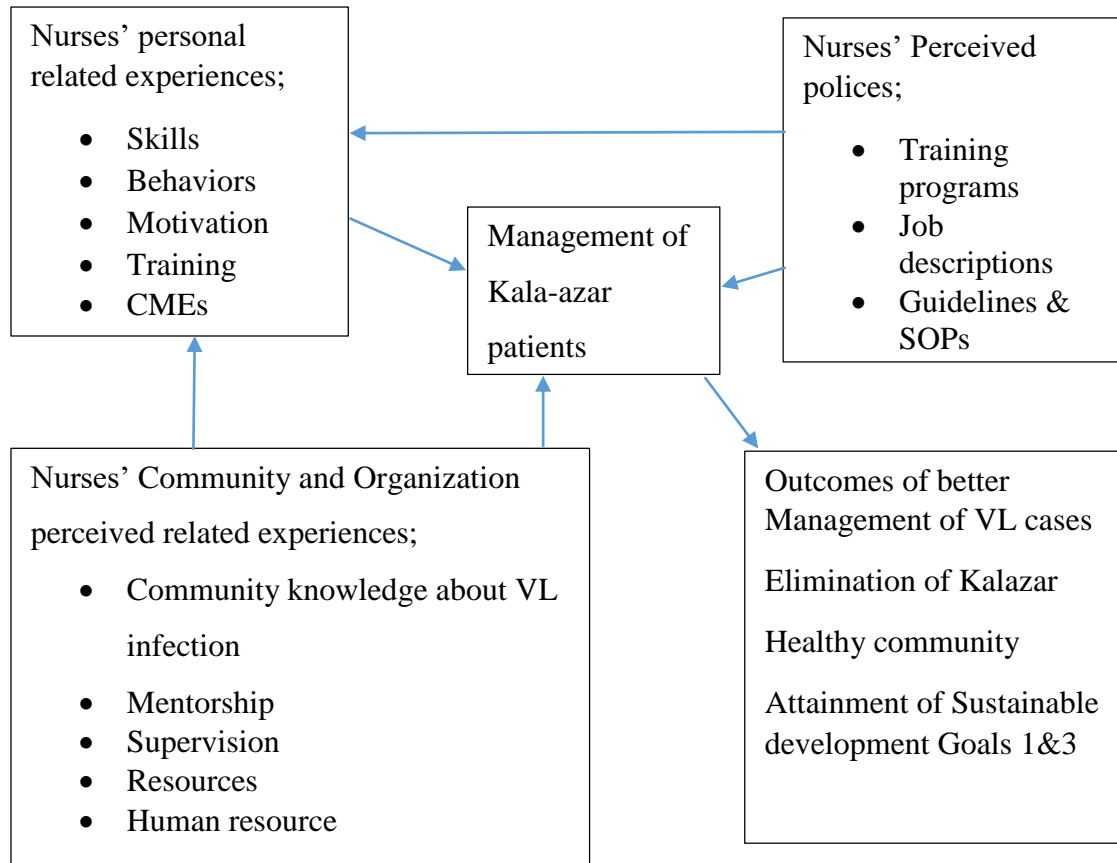 Nurses’ personal
related experiences;
• Skills
• Behaviors
• Motivation
• Training
• CMEs
Nurses’ Perceived
polices;
• Training
programs
• Job
descriptions
• Guidelines &
SOPs
Management of
Kala-azar
patients
Nurses’ Community and Organization
perceived related experiences;
• Community knowledge about VL
infection
• Mentorship
• Supervision
• Resources
• Human resource
Outcomes of better
Management of VL cases
Elimination of Kalazar
Healthy community
Attainment of Sustainable
development Goals 1&3